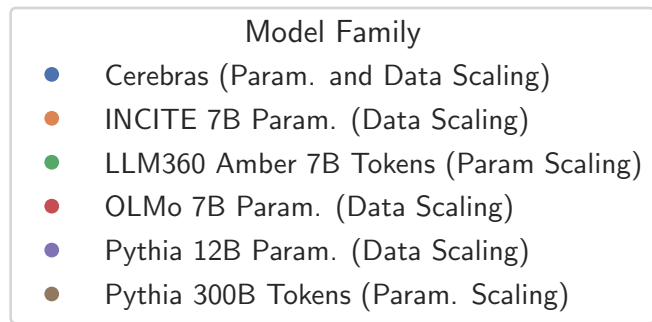 Model Family
Cerebras (Param. and Data Scaling)
INCITE 7B Param. (Data Scaling)
LLM360 Amber 7B Tokens (Param Scaling)
OLMo 7B Param. (Data Scaling)
Pythia 12B Param. (Data Scaling)
Pythia 300B Tokens (Param. Scaling)